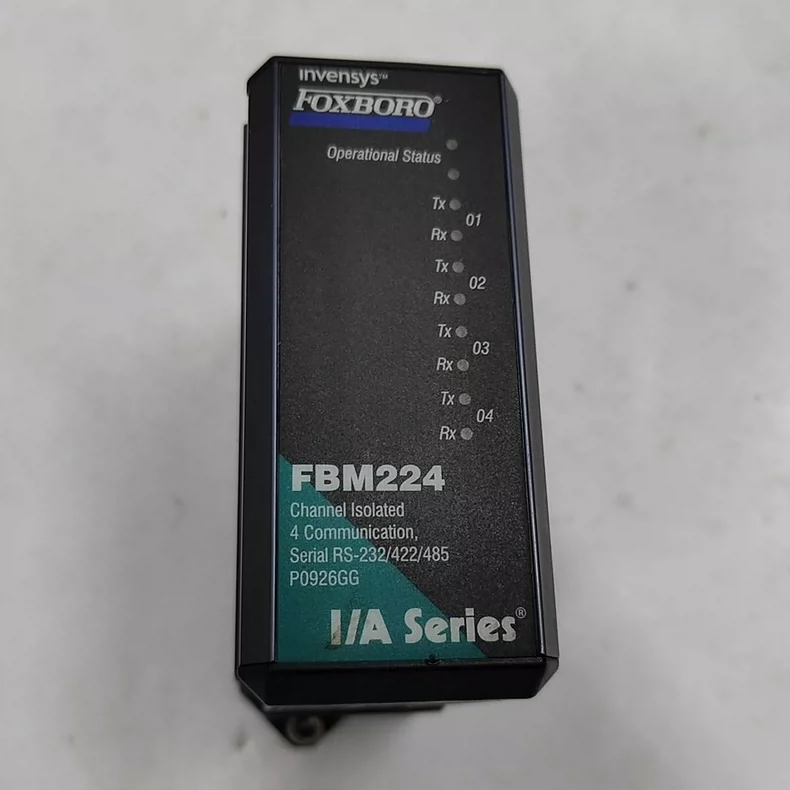 invensys™
FOXBORO®
Operational Status
Tx
01
Rx
Tx
02
Rx
Tx
03
Rx
Tx
04
Rx
FBM224
Channel Isolated
4 Communication,
Serial RS-232/422/485
P0926GG
I/A Series®